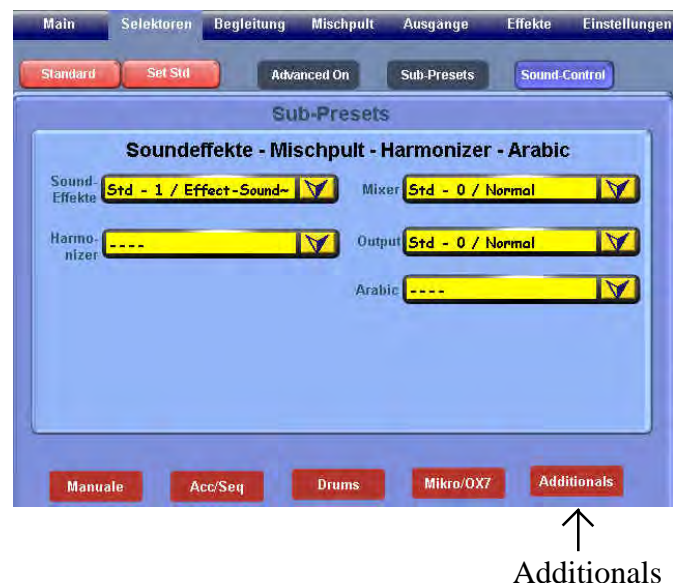 Main Selektoren Begleitung Mischpult Ausgänge Effekte Einstellungen
Standard Set Std Advanced On Sub-Presets Sound-Control
Sub-Presets
Soundeffekte - Mischpult - Harmonizer - Arabic
Sound-
Effekte Std - 1 / Effect-Sound~ Mixer Std - 0 / Normal
Harmo-
nizer ---- Output Std - 0 / Normal
Arabic ----
Manuale Acc/Seq Drums Mikro/OX7 Additionals
Additionals